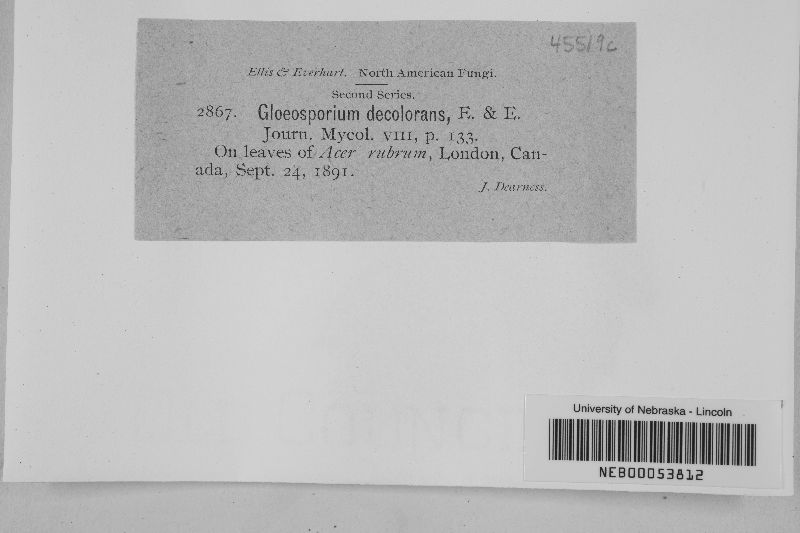 45519c
Ellis & Everhart. North American Fungi.
Second Series.
2867. Gloeosporium decolorans, E. & E.
Journ. Mycol. VIII, p. 133.
On leaves of Acer rubrum, London, Can-
ada, Sept. 24, 1891.
J. Dearness.
University of Nebraska - Lincoln
NEB00053812